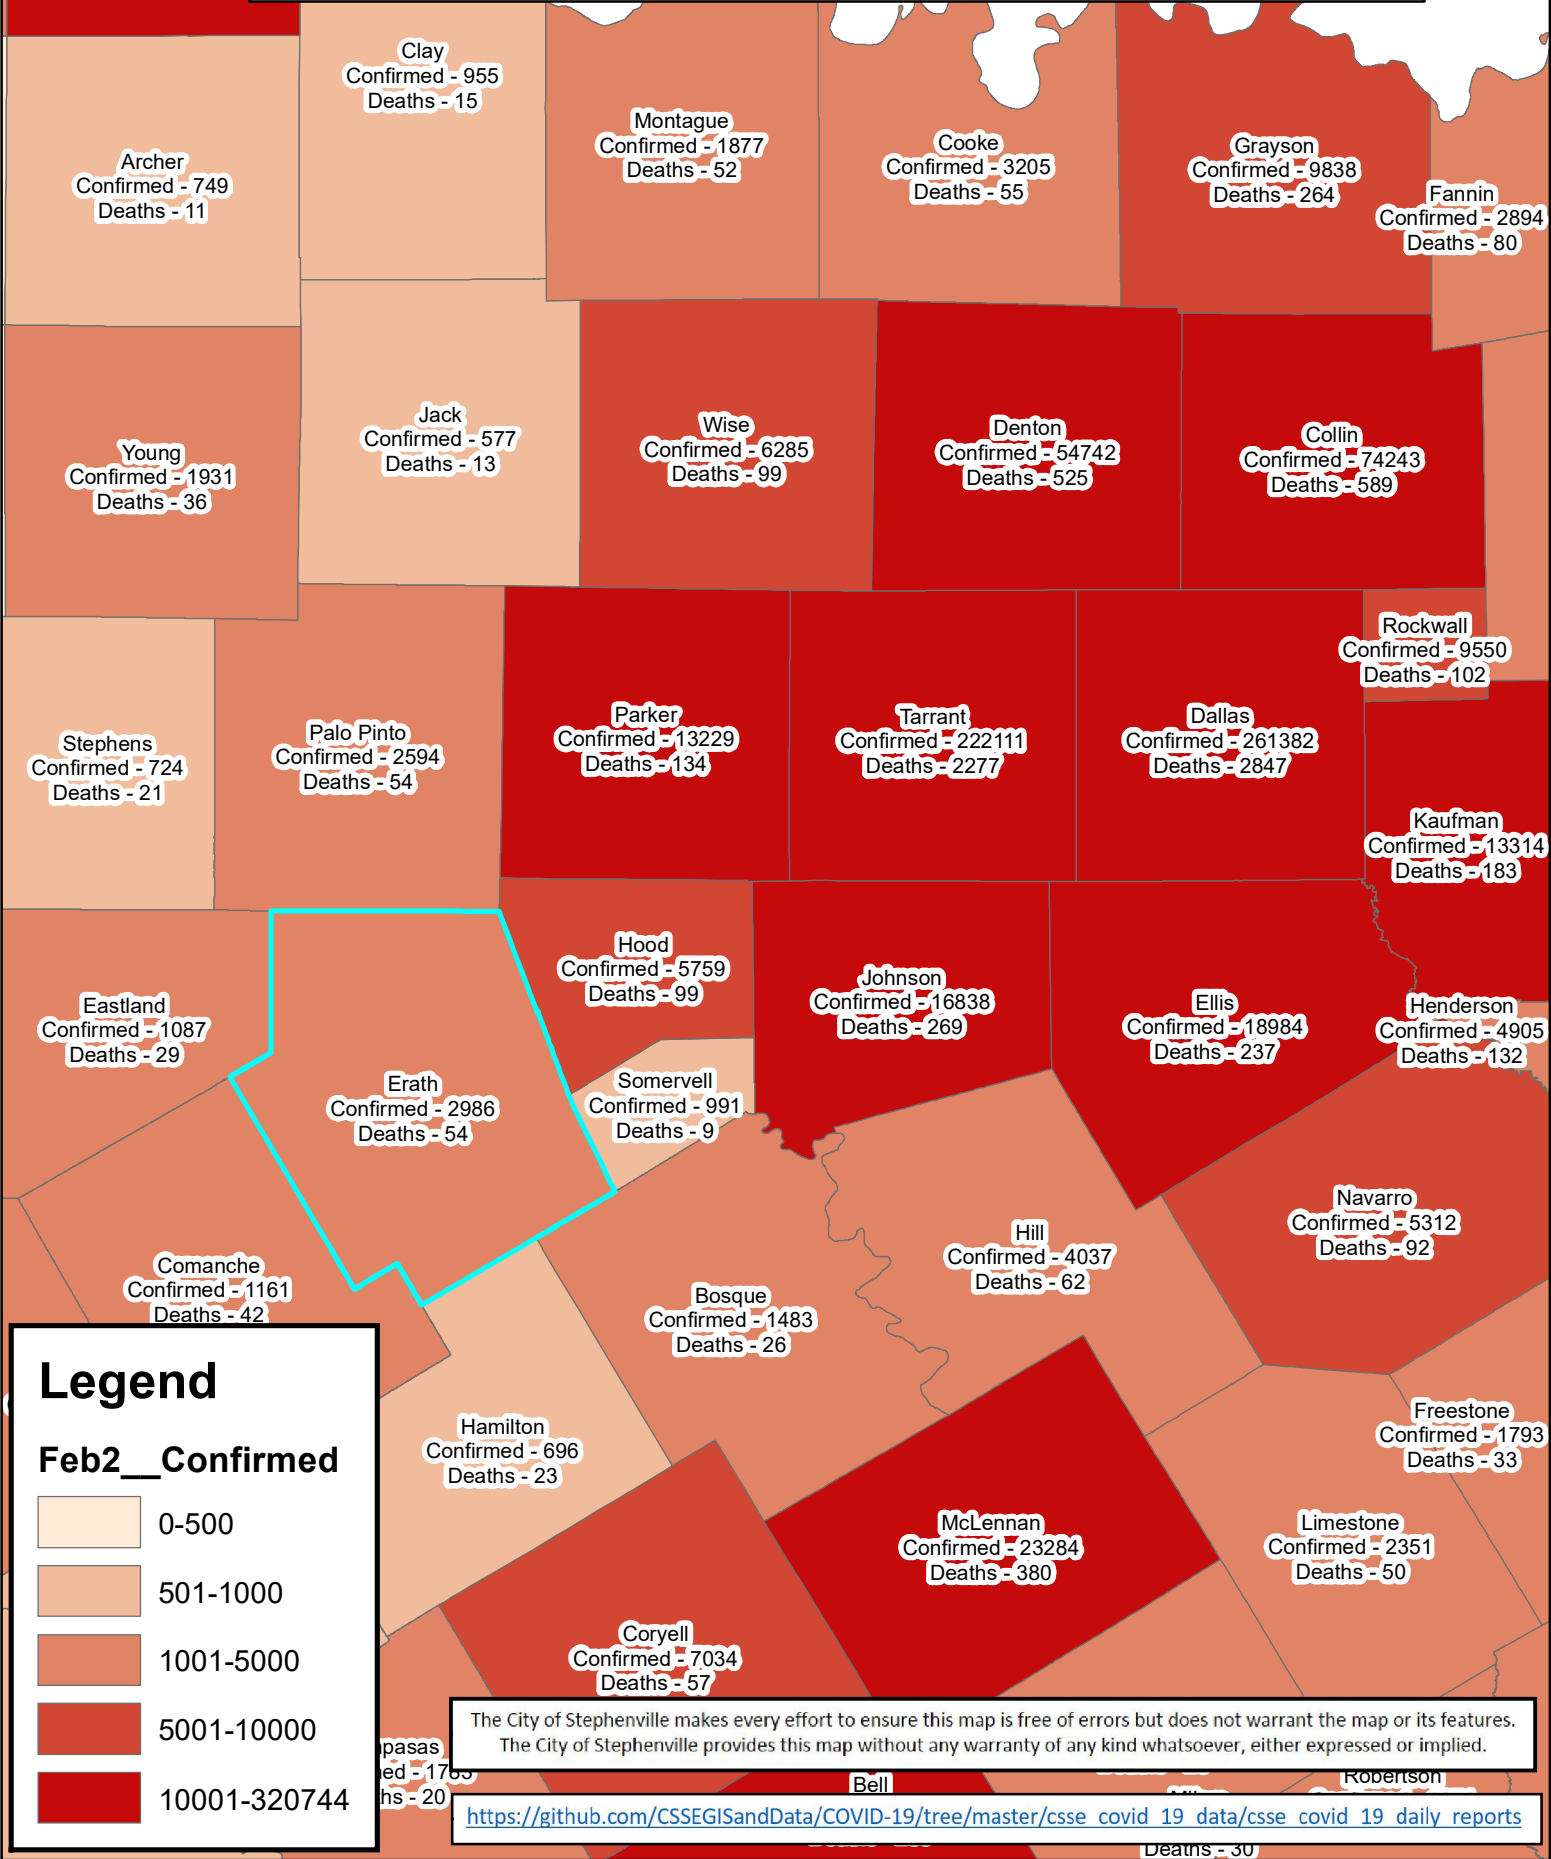 Clay
Confirmed - 955
Deaths - 15
Montague
Confirmed - 1877
Deaths - 52
Cooke
Confirmed - 3205
Deaths - 55
Grayson
Confirmed - 9838
Deaths - 264
Archer
Confirmed - 749
Deaths - 11
Fannin
Confirmed - 2894
Deaths - 80
Young
Confirmed - 1931
Deaths - 36
Jack
Confirmed - 577
Deaths - 13
Wise
Confirmed - 6285
Deaths - 99
Denton
Confirmed - 54742
Deaths - 525
Collin
Confirmed - 74243
Deaths - 589
Rockwall
Confirmed - 9550
Deaths - 102
Stephens
Confirmed - 724
Deaths - 21
Palo Pinto
Confirmed - 2594
Deaths - 54
Parker
Confirmed - 13229
Deaths - 134
Tarrant
Confirmed - 222111
Deaths - 2277
Dallas
Confirmed - 261382
Deaths - 2847
Kaufman
Confirmed - 13314
Deaths - 183
Eastland
Confirmed - 1087
Deaths - 29
Erath
Confirmed - 2986
Deaths - 54
Hood
Confirmed - 5759
Deaths - 99
Somervell
Confirmed - 991
Deaths - 9
Johnson
Confirmed - 16838
Deaths - 269
Ellis
Confirmed - 18984
Deaths - 237
Henderson
Confirmed - 4905
Deaths - 132
Comanche
Confirmed - 1161
Deaths - 42
Bosque
Confirmed - 1483
Deaths - 26
Hill
Confirmed - 4037
Deaths - 62
Navarro
Confirmed - 5312
Deaths - 92
Hamilton
Confirmed - 696
Deaths - 23
Freestone
Confirmed - 1793
Deaths - 33
McLennan
Confirmed - 23284
Deaths - 380
Limestone
Confirmed - 2351
Deaths - 50
Coryell
Confirmed - 7034
Deaths - 57
Legend
Feb2__Confirmed
0-500
501-1000
1001-5000
5001-10000
10001-320744
The City of Stephenville makes every effort to ensure this map is free of errors but does not warrant the map or its features.
The City of Stephenville provides this map without any warranty of any kind whatsoever, either expressed or implied.
pasas
ed - 1765
hs - 20
Bell
Robertson
https://github.com/CSSEGISandData/COVID-19/tree/master/csse_covid_19_data/csse_covid_19_daily_reports
Deaths - 30